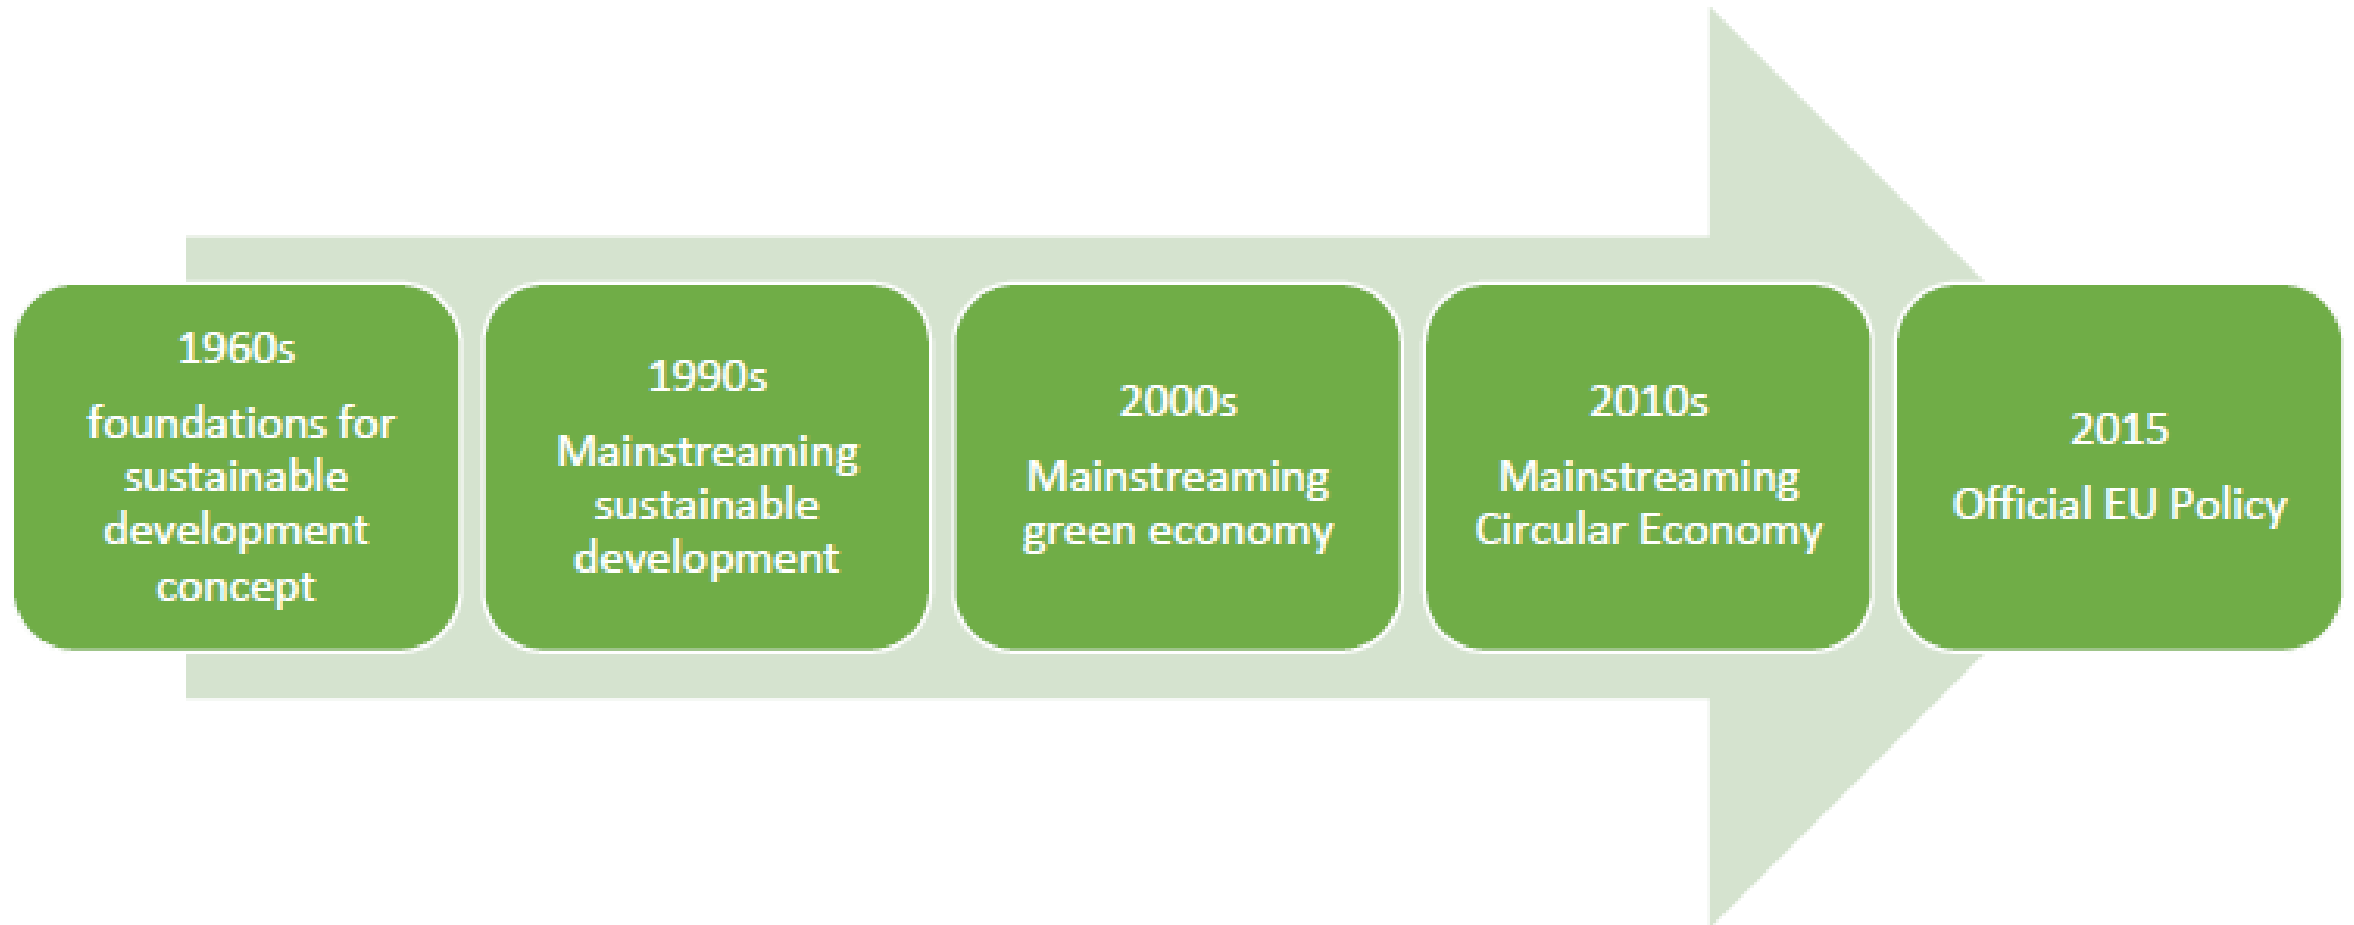 1960s
foundations for
sustainable
development
concept
1990s
Mainstreaming
sustainable
development
2000s
Mainstreaming
green economy
2010s
Mainstreaming
Circular Economy
2015
Official EU Policy